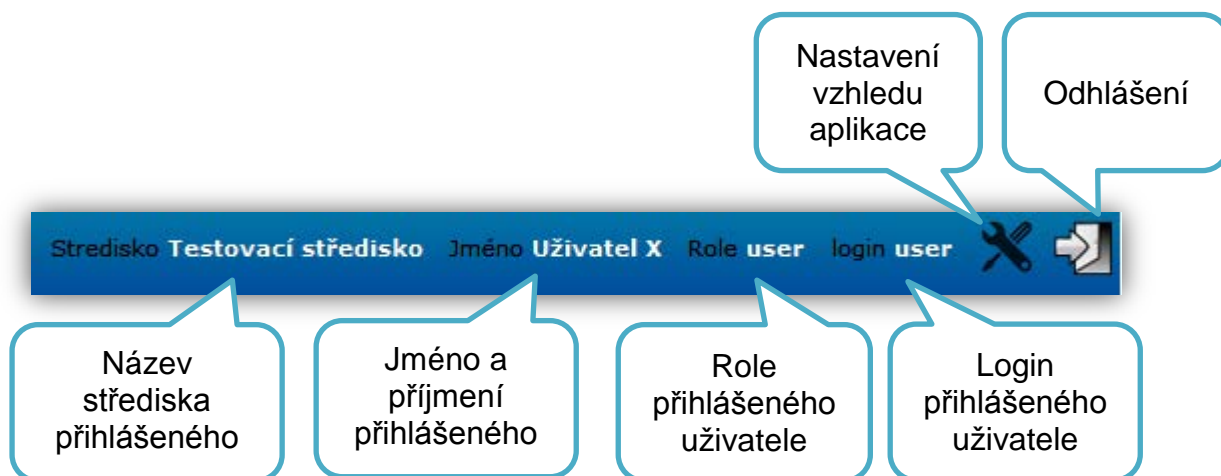 Nastavení
vzhledu
aplikace
Odhlášení
Stredisko Testovací středisko Jméno Uživatel X Role user login user
Název
střediska
přihlášeného
Jméno a
příjmení
přihlášeného
Role
přihlášeného
uživatele
Login
přihlášeného
uživatele